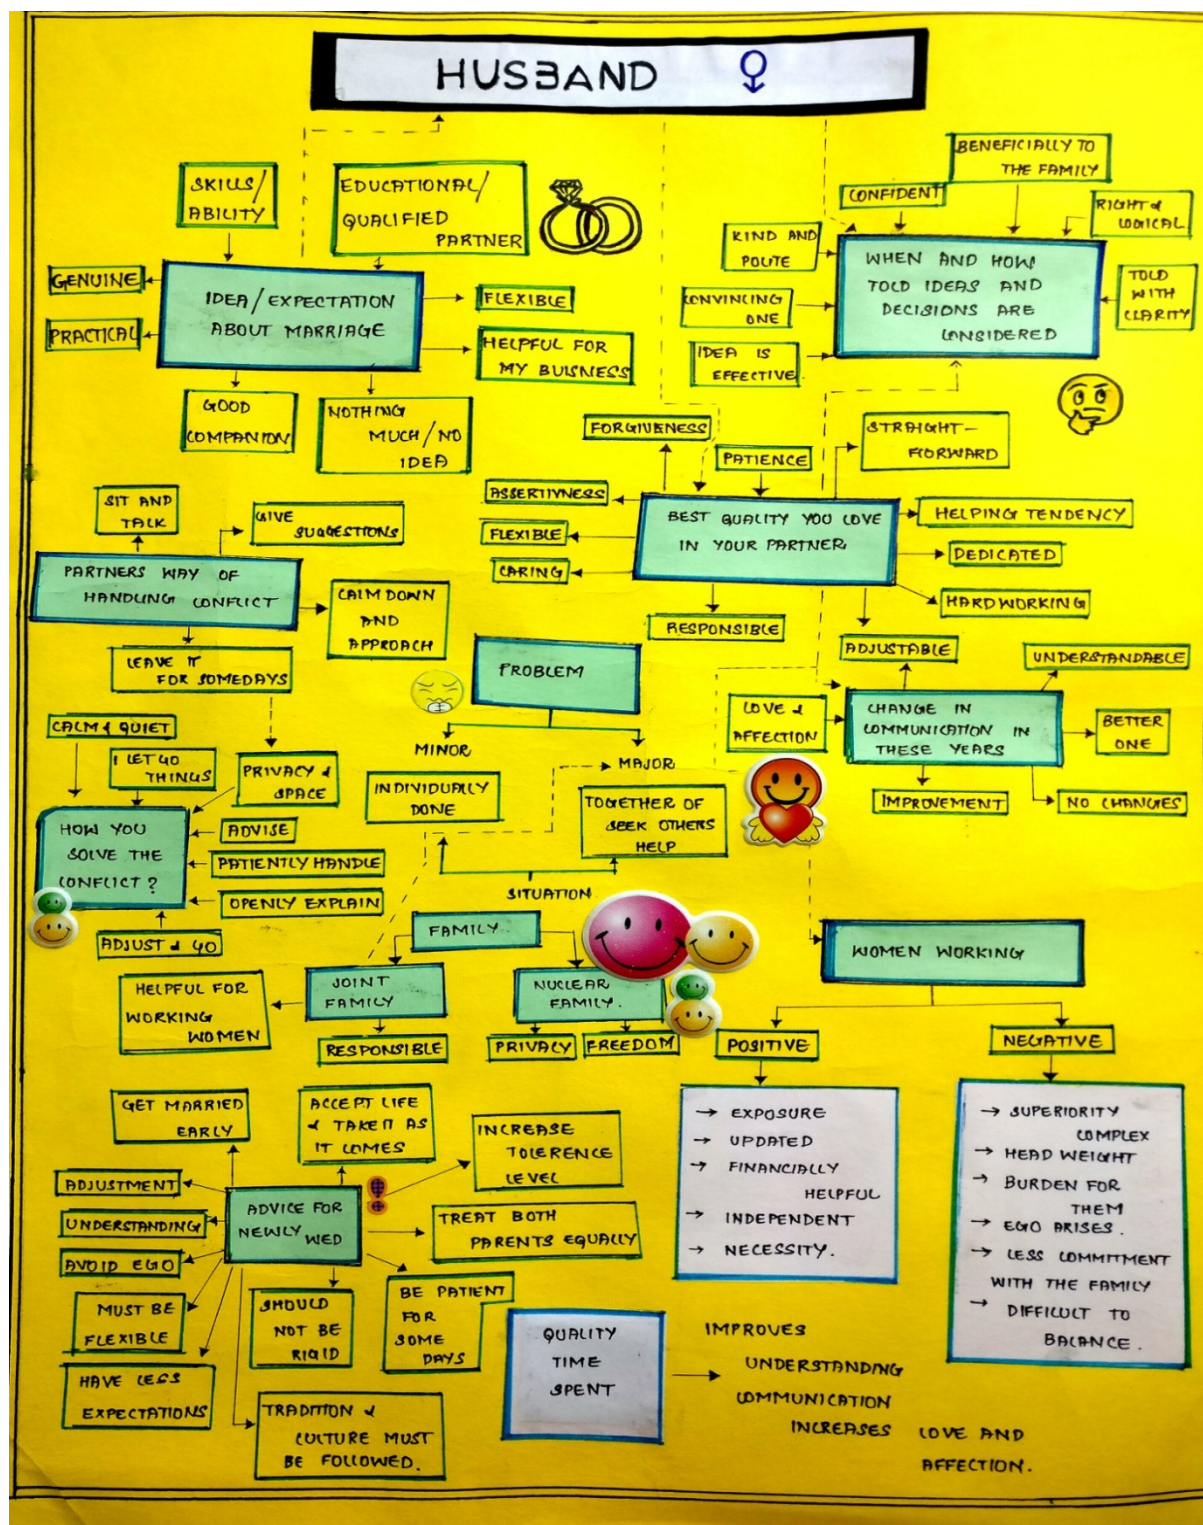 HUSBAND
SKILLS/
ABILITY
EDUCATIONAL/
QUALIFIED
PARTNER
GENUINE
PRACTICAL
IDEA/EXPECTATION
ABOUT MARRIAGE
FLEXIBLE
HELPFUL FOR
MY BUISNESS
GOOD
COMPANION
NOTHING
MUCH/NO
IDEA
BENEFICIALLY TO
THE FAMILY
CONFIDENT
RIGHT &
LOGICAL
KIND AND
POLITE
WHEN AND HOW
TOLD IDEAS AND
DECISIONS ARE
CONSIDERED
TOLD
WITH
CLARITY
CONVINCING
ONE
IDEA IS
EFFECTIVE
FORGIVENESS
PATIENCE
STRAIGHT-
FORWARD
ASSERTIVNESS
FLEXIBLE
CARING
BEST QUALITY YOU LOVE
IN YOUR PARTNER
HELPING TENDENCY
DEDICATED
HARDWORKING
RESPONSIBLE
ADJUSTABLE
UNDERSTANDABLE
SIT AND
TALK
GIVE
SUGGESTIONS
PARTNERS WAY OF
HANDLING CONFLICT
CALM DOWN
AND
APPROACH
LEAVE IT
FOR SOMEDAYS
PROBLEM
MINOR
MAJOR
INDIVIDUALLY
DONE
TOGETHER OF
SEEK OTHERS
HELP
SITUATION
LOVE &
AFFECTION
CHANGE IN
COMMUNICATION IN
THESE YEARS
BETTER
ONE
IMPROVEMENT
NO CHANGES
CALM & QUIET
I LET GO
THINGS
PRIVACY &
SPACE
HOW YOU
SOLVE THE
CONFLICT?
ADVISE
PATIENTLY HANDLE
OPENLY EXPLAIN
ADJUST & GO
FAMILY
JOINT
FAMILY
NUCLEAR
FAMILY.
HELPFUL FOR
WORKING
WOMEN
RESPONSIBLE
PRIVACY
FREEDOM
WOMEN WORKING
POSITIVE
NEGATIVE
→ EXPOSURE
→ UPDATED
→ FINANCIALLY
HELPFUL
→ INDEPENDENT
→ NECESSITY.
→ SUPERIORITY
COMPLEX
→ HEAD WEIGHT
→ BURDEN FOR
THEM
→ EGO ARISES.
→ LESS COMMITMENT
WITH THE FAMILY
→ DIFFICULT TO
BALANCE.
GET MARRIED
EARLY
ACCEPT LIFE
& TAKE IT AS
IT COMES
INCREASE
TOLERENCE
LEVEL
ADJUSTMENT
UNDERSTANDING
AVOID EGO
ADVICE FOR
NEWLY WED
TREAT BOTH
PARENTS EQUALLY
MUST BE
FLEXIBLE
SHOULD
NOT BE
RIGID
BE PATIENT
FOR
SOME
DAYS
HAVE LESS
EXPECTATIONS
TRADITION &
CULTURE MUST
BE FOLLOWED.
QUALITY
TIME
SPENT
IMPROVES
UNDERSTANDING
COMMUNICATION
INCREASES LOVE AND
AFFECTION.